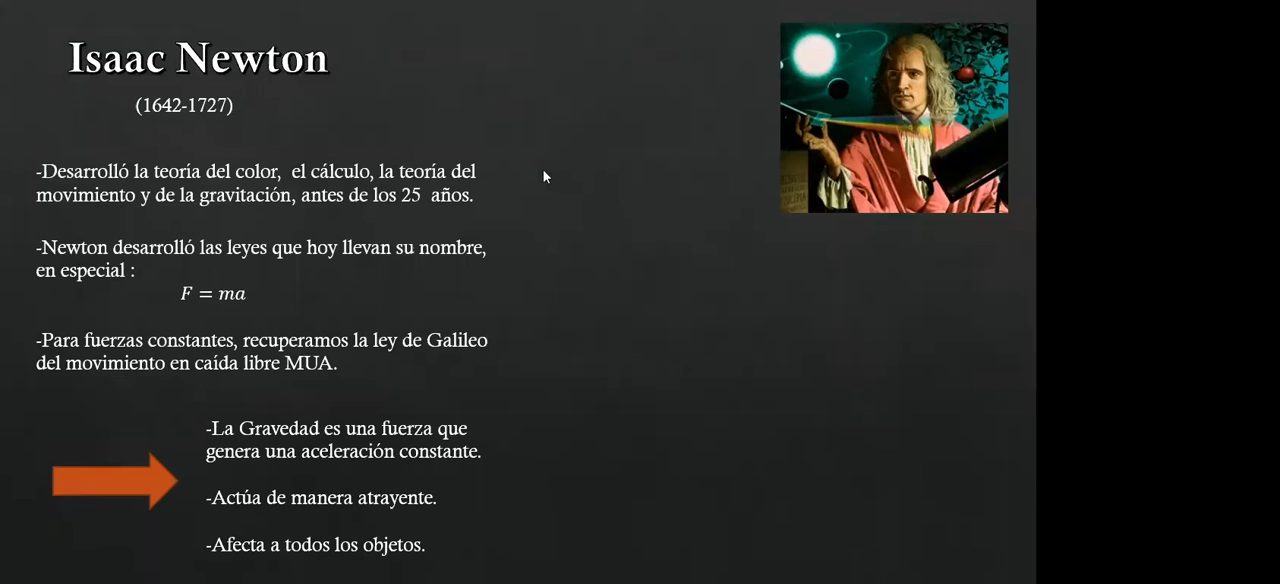 Isaac Newton
(1642-1727)
-Desarrolló la teoría del color, el cálculo, la teoría del
movimiento y de la gravitación, antes de los 25 años.
-Newton desarrolló las leyes que hoy llevan su nombre,
en especial :
F = ma
-Para fuerzas constantes, recuperamos la ley de Galileo
del movimiento en caída libre MUA.
-La Gravedad es una fuerza que
genera una aceleración constante.
-Actúa de manera atrayente.
-Afecta a todos los objetos.